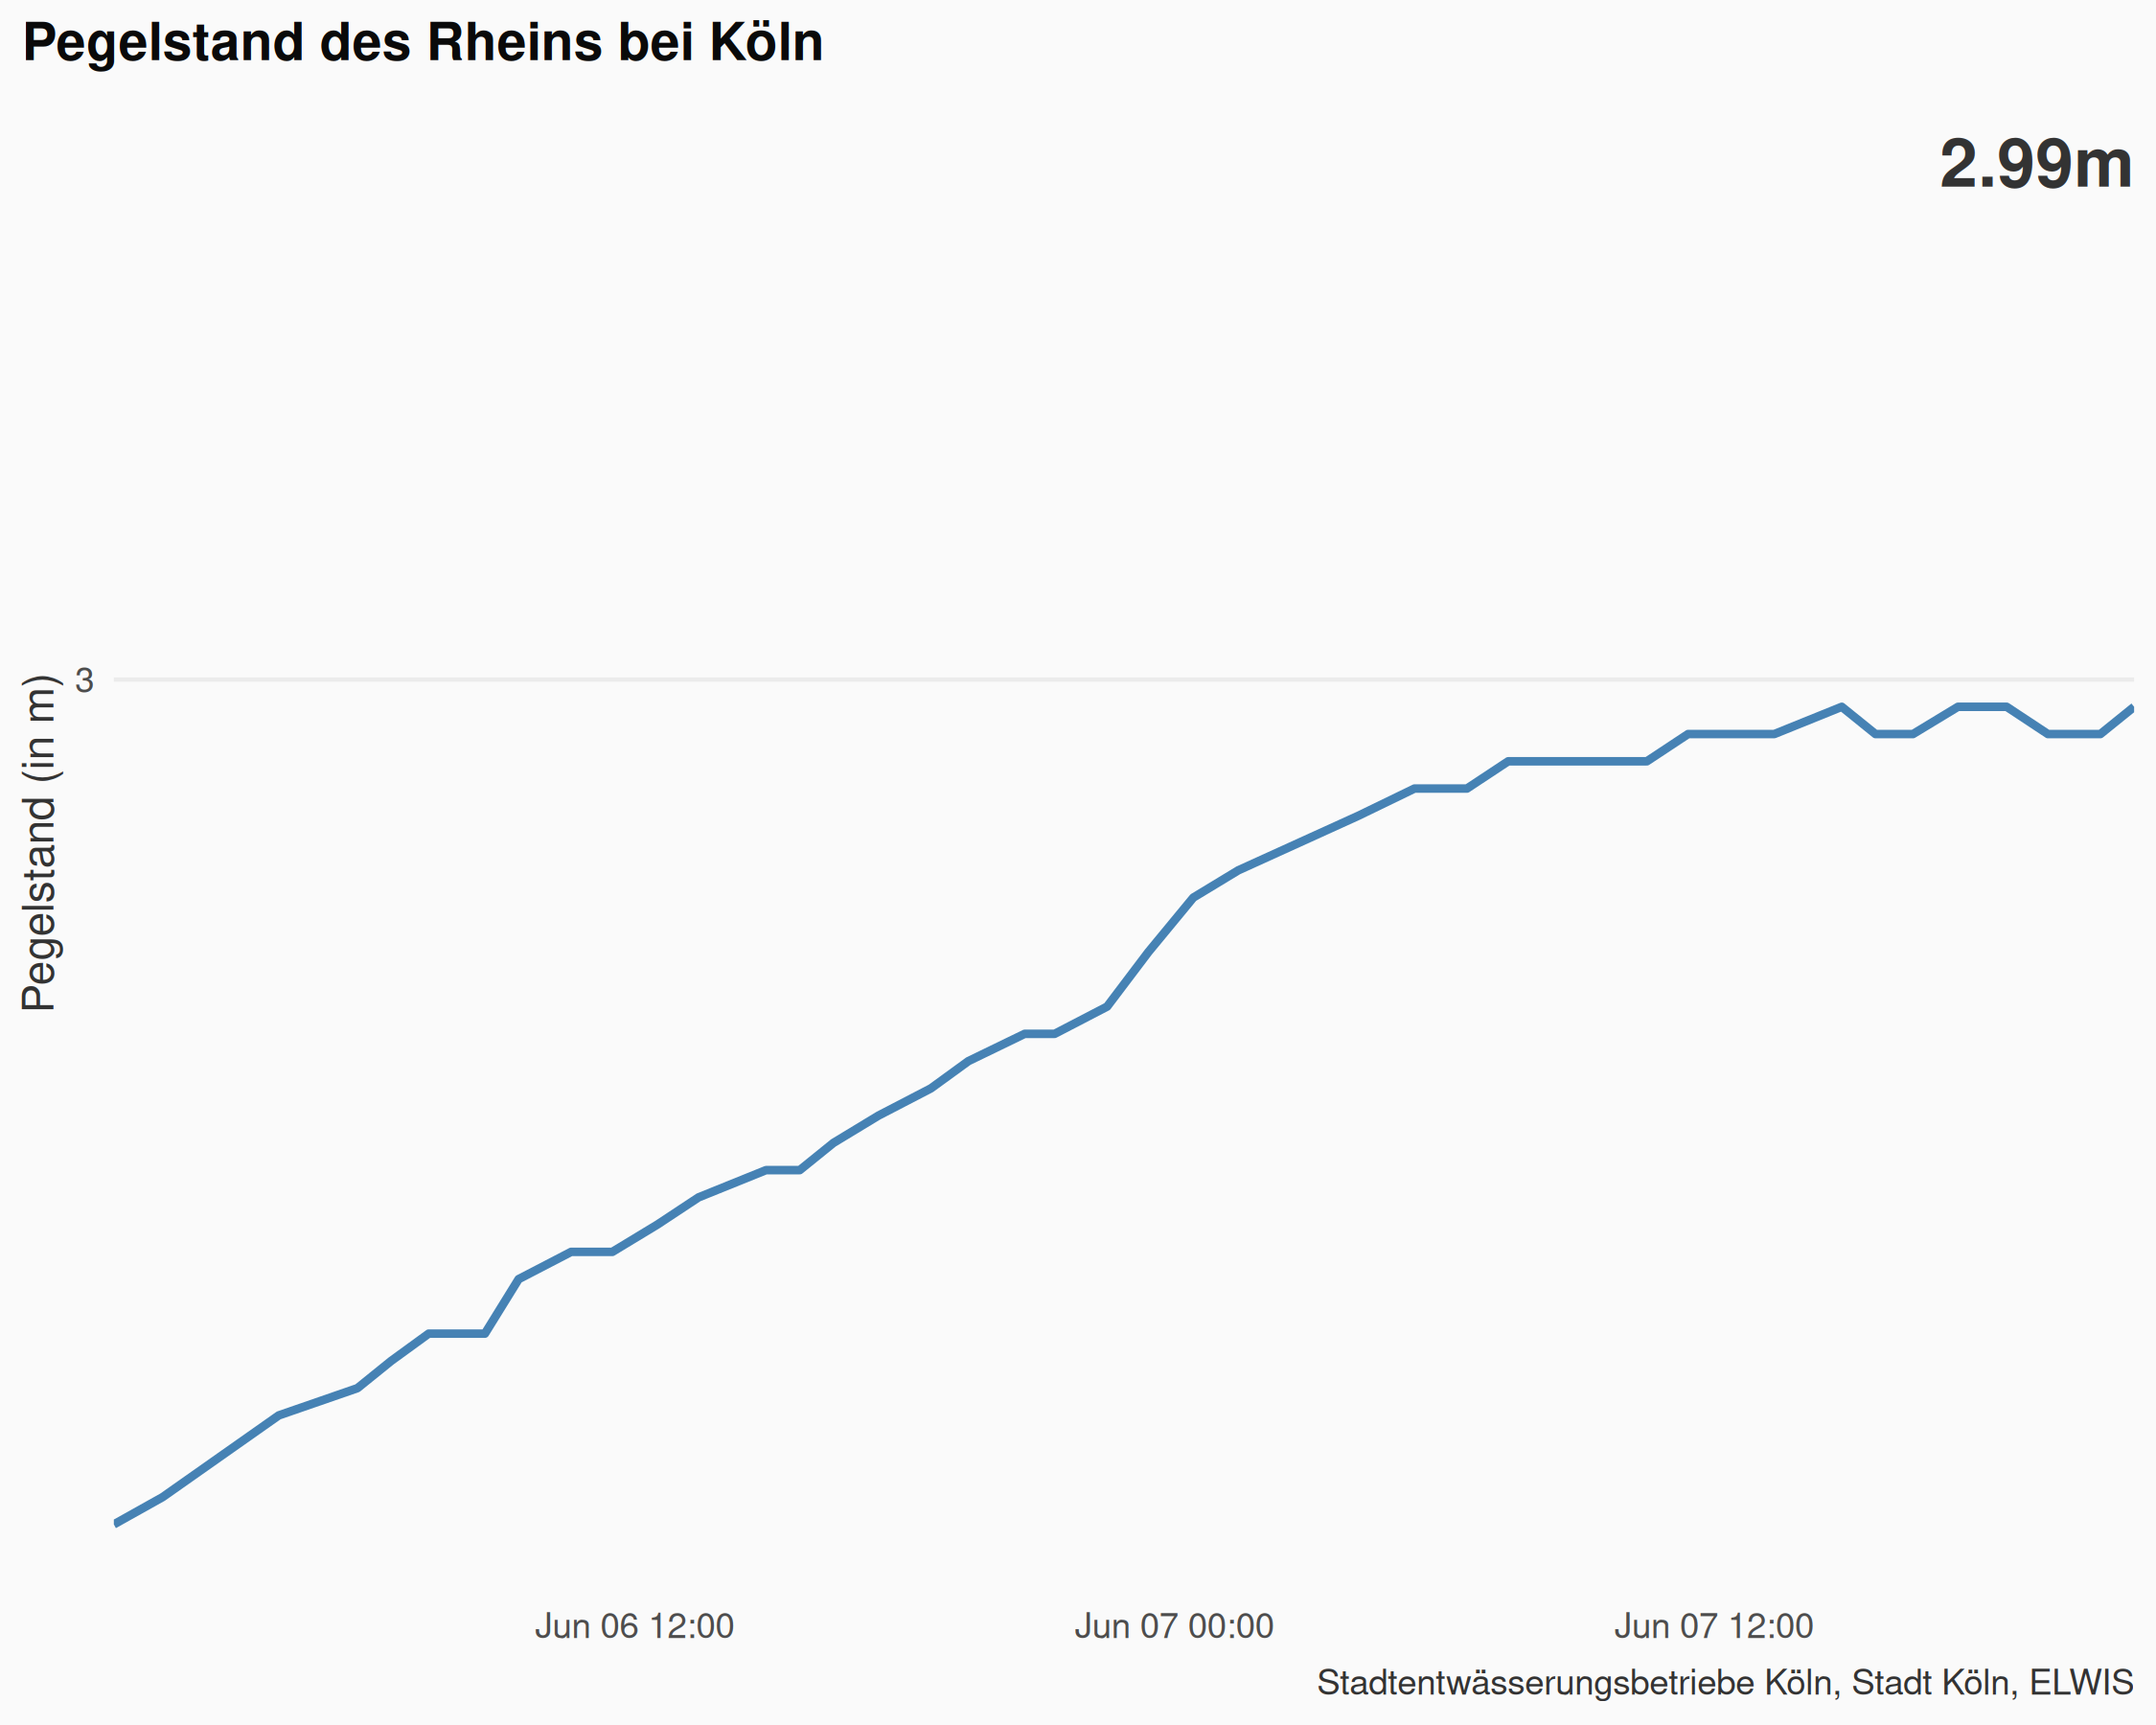 Pegelstand des Rheins bei Köln
2.99m
Pegelstand (in m)
3
Jun 06 12:00
Jun 07 00:00
Jun 07 12:00
Stadtentwässerungsbetriebe Köln, Stadt Köln, ELWIS